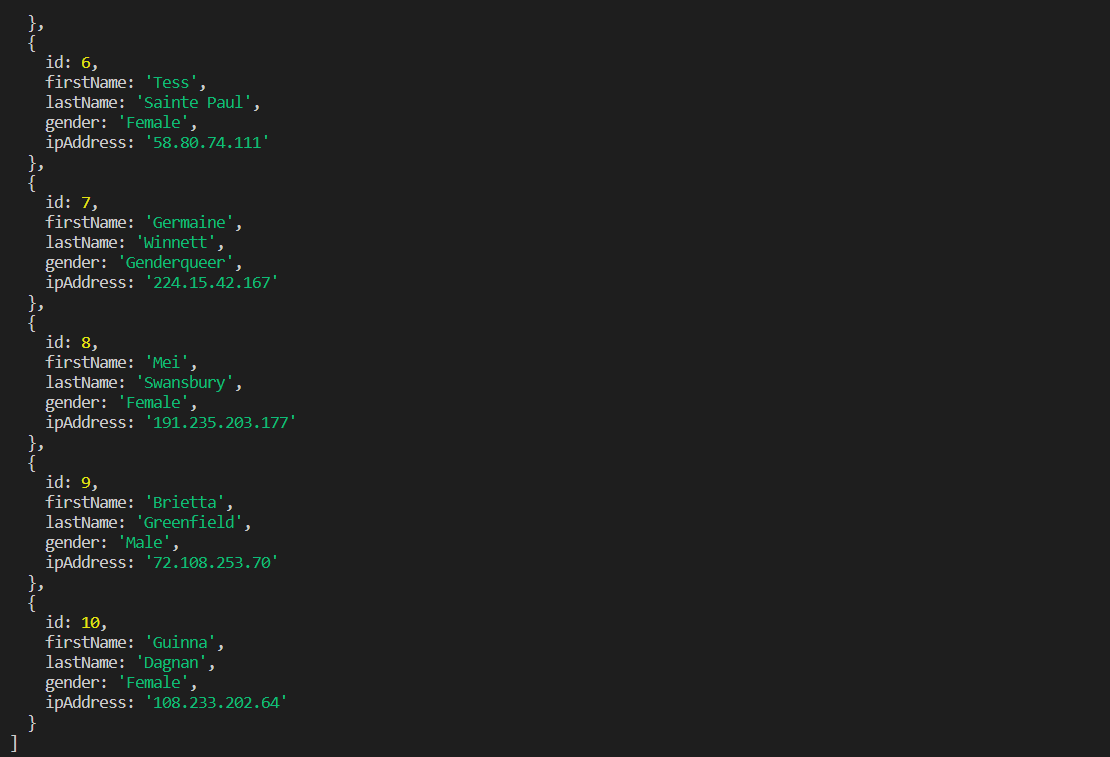 },
{
id: 6,
firstName: 'Tess',
lastName: 'Sainte Paul',
gender: 'Female',
ipAddress: '58.80.74.111'
},
{
id: 7,
firstName: 'Germaine',
lastName: 'Winnett',
gender: 'Genderqueer',
ipAddress: '224.15.42.167'
},
{
id: 8,
firstName: 'Mei',
lastName: 'Swansbury',
gender: 'Female',
ipAddress: '191.235.203.177'
},
{
id: 9,
firstName: 'Brietta',
lastName: 'Greenfield',
gender: 'Male',
ipAddress: '72.108.253.70'
},
{
id: 10,
firstName: 'Guinna',
lastName: 'Dagnan',
gender: 'Female',
ipAddress: '108.233.202.64'
}
]